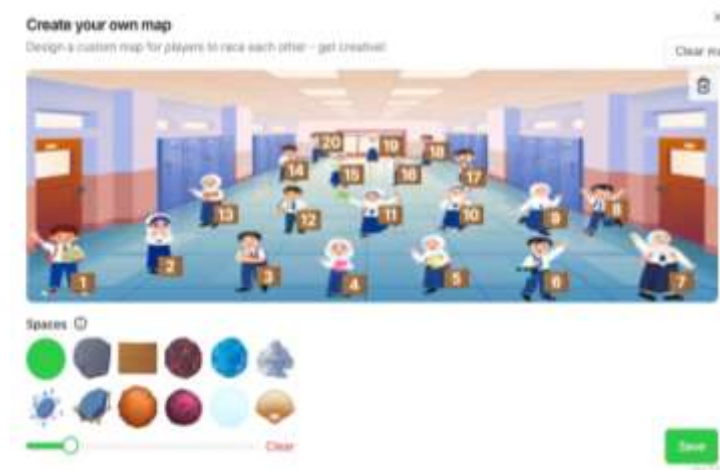 Create your own map
Design a custom map for players to race each other - get creative!
Clear ma
20 19 18
14 15 16 17
13 12 11 10 9 8
1 2 3 4 5 6 7
Spaces
Clear
Save